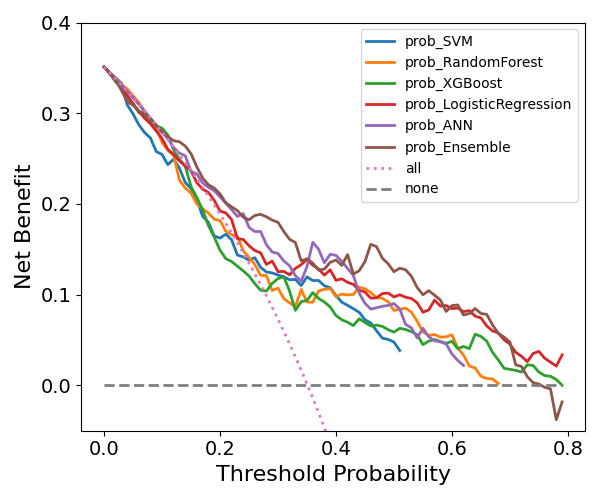 0.4
0.3
0.2
0.1
0.0
Net Benefit
prob_SVM
prob_RandomForest
prob_XGBoost
prob_LogisticRegression
prob_ANN
prob_Ensemble
all
none
0.0 0.2 0.4 0.6 0.8
Threshold Probability